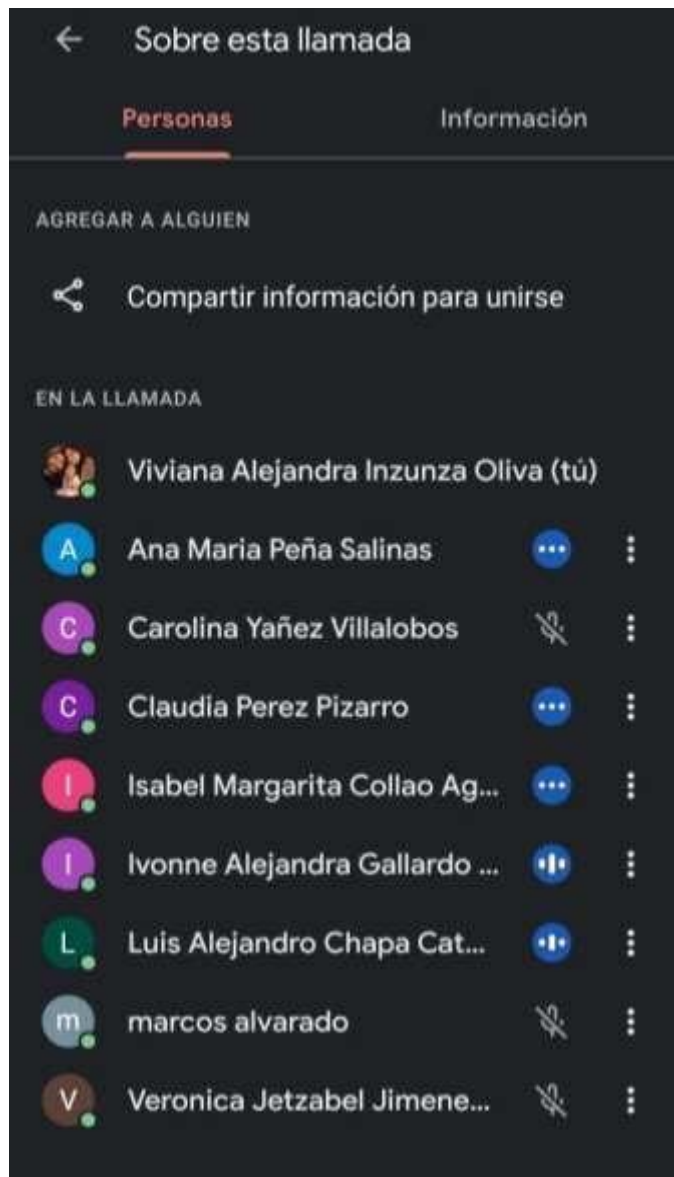 Sobre esta llamada
Personas Información
AGREGAR A ALGUIEN
Compartir información para unirse
EN LA LLAMADA
Viviana Alejandra Inzunza Oliva (tú)
A Ana Maria Peña Salinas
C Carolina Yañez Villalobos
C Claudia Perez Pizarro
I Isabel Margarita Collao Ag...
I Ivonne Alejandra Gallardo ...
L Luis Alejandro Chapa Cat...
m marcos alvarado
V Veronica Jetzabel Jimene...